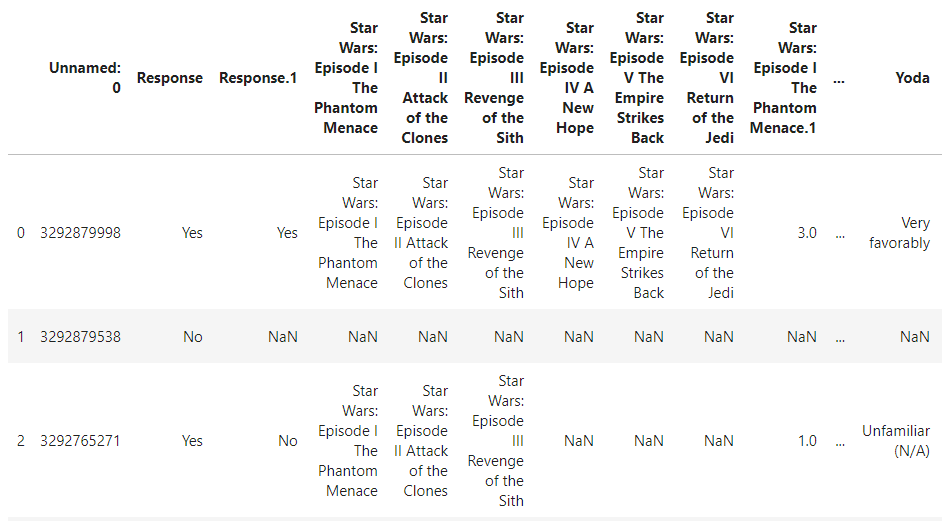 Unnamed: 0 Response Response.1 Star Wars: Episode I The Phantom Menace Star Wars: Episode II Attack of the Clones Star Wars: Episode III Revenge of the Sith Star Wars: Episode IV A New Hope Star Wars: Episode V The Empire Strikes Back Star Wars: Episode VI Return of the Jedi Star Wars: Episode I The Phantom Menace.1 ... Yoda
0 3292879998 Yes Yes Star Wars: Episode I The Phantom Menace Star Wars: Episode II Attack of the Clones Star Wars: Episode III Revenge of the Sith Star Wars: Episode IV A New Hope Star Wars: Episode V The Empire Strikes Back Star Wars: Episode VI Return of the Jedi 3.0 ... Very favorably
1 3292879538 No NaN NaN NaN NaN NaN NaN NaN NaN ... NaN
2 3292765271 Yes No Star Wars: Episode I The Phantom Menace Star Wars: Episode II Attack of the Clones Star Wars: Episode III Revenge of the Sith NaN NaN NaN 1.0 ... Unfamiliar (N/A)